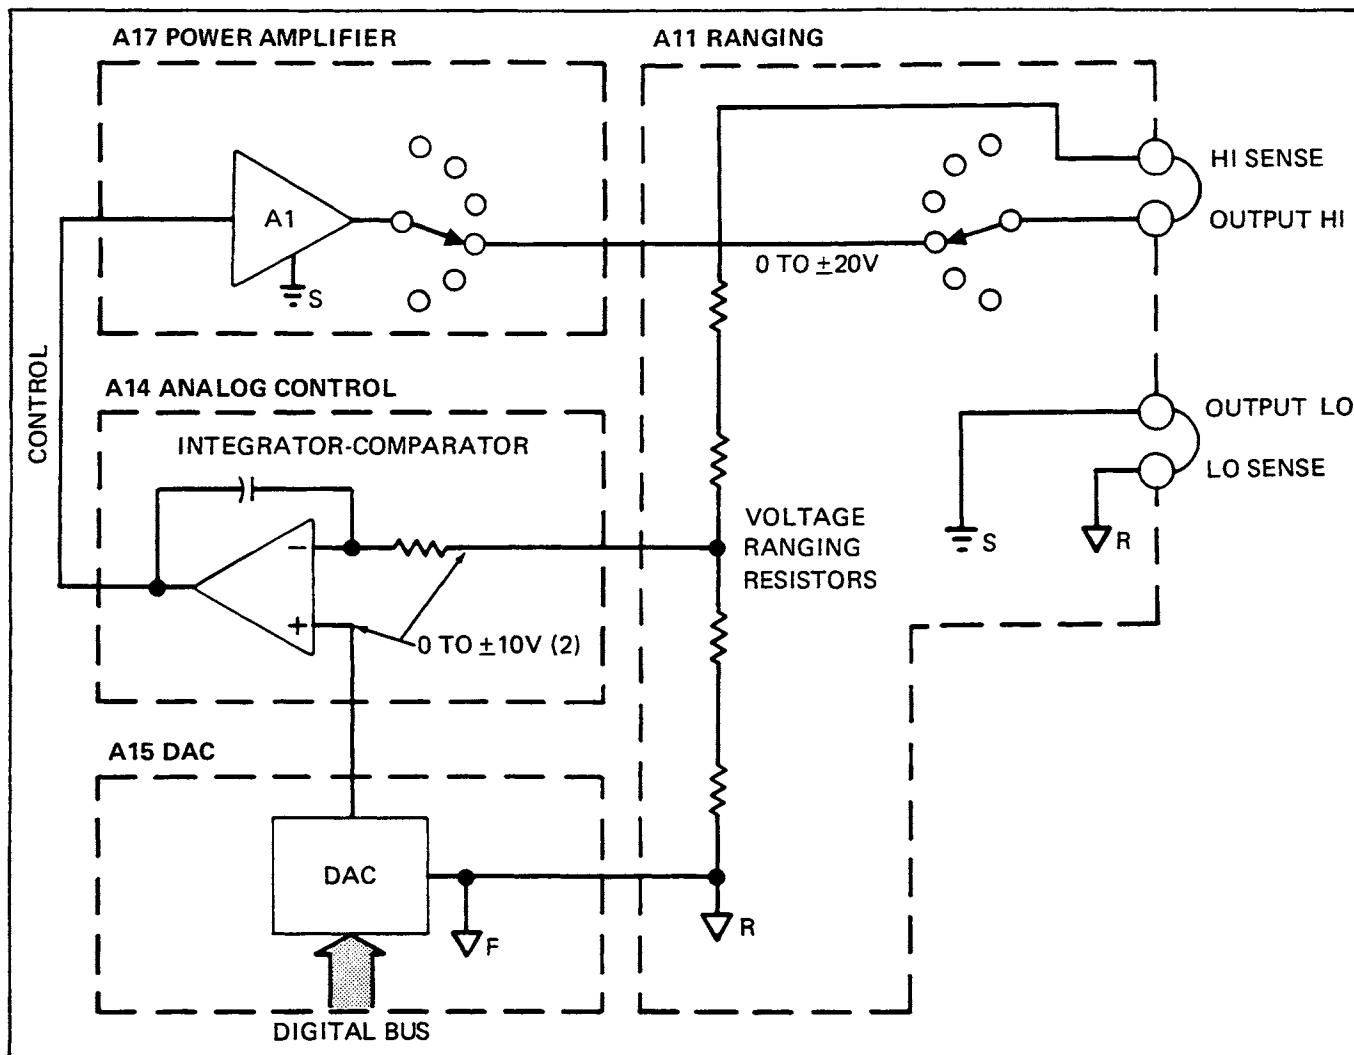 A17 POWER AMPLIFIER
A11 RANGING
HI SENSE
A1
OUTPUT HI
0 TO ±20V
S
CONTROL
A14 ANALOG CONTROL
OUTPUT LO
INTEGRATOR-COMPARATOR
LO SENSE
VOLTAGE
RANGING
RESISTORS
S
R
−
+
0 TO ±10V (2)
A15 DAC
DAC
F
R
DIGITAL BUS